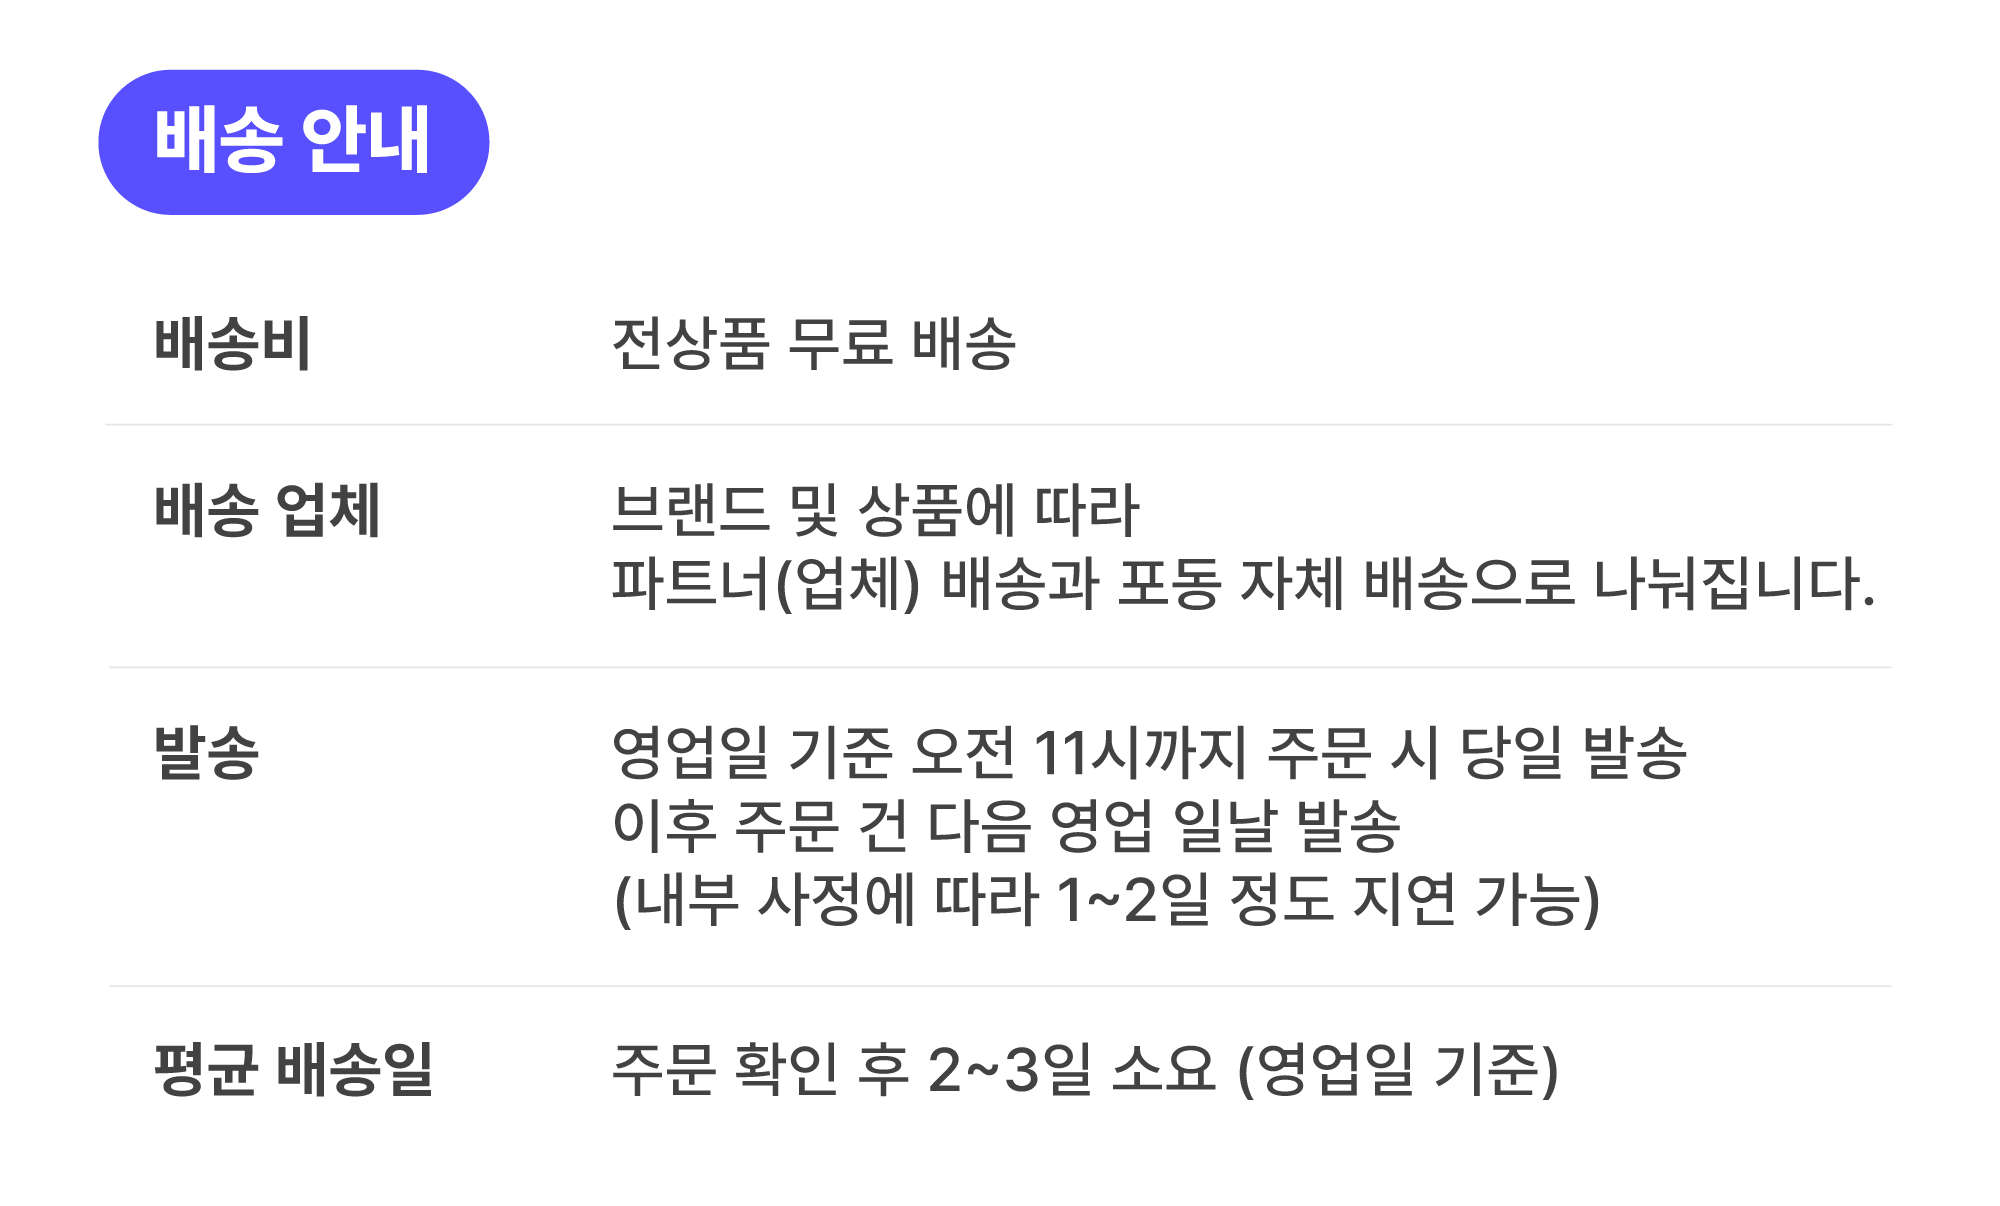 배송 안내
배송비 전상품 무료 배송
배송 업체 브랜드 및 상품에 따라
파트너(업체) 배송과 포동 자체 배송으로 나눠집니다.
발송 영업일 기준 오전 11시까지 주문 시 당일 발송
이후 주문 건 다음 영업 일날 발송
(내부 사정에 따라 1~2일 정도 지연 가능)
평균 배송일 주문 확인 후 2~3일 소요 (영업일 기준)